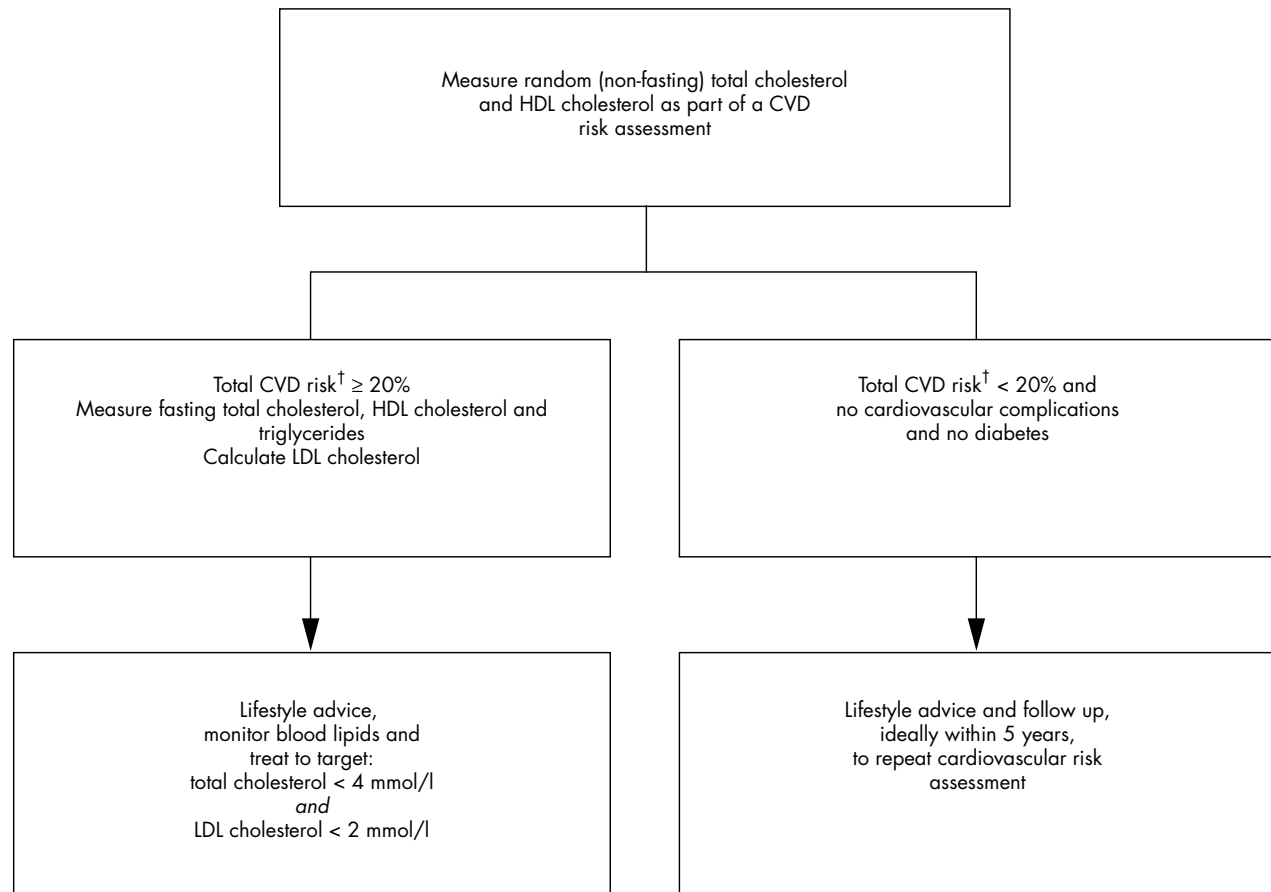 Measure random (non-fasting) total cholesterol
and HDL cholesterol as part of a CVD
risk assessment
Total CVD risk† ≥ 20%
Measure fasting total cholesterol, HDL cholesterol and
triglycerides
Calculate LDL cholesterol
Total CVD risk† < 20% and
no cardiovascular complications
and no diabetes
Lifestyle advice,
monitor blood lipids and
treat to target:
total cholesterol < 4 mmol/l
and
LDL cholesterol < 2 mmol/l
Lifestyle advice and follow up,
ideally within 5 years,
to repeat cardiovascular risk
assessment